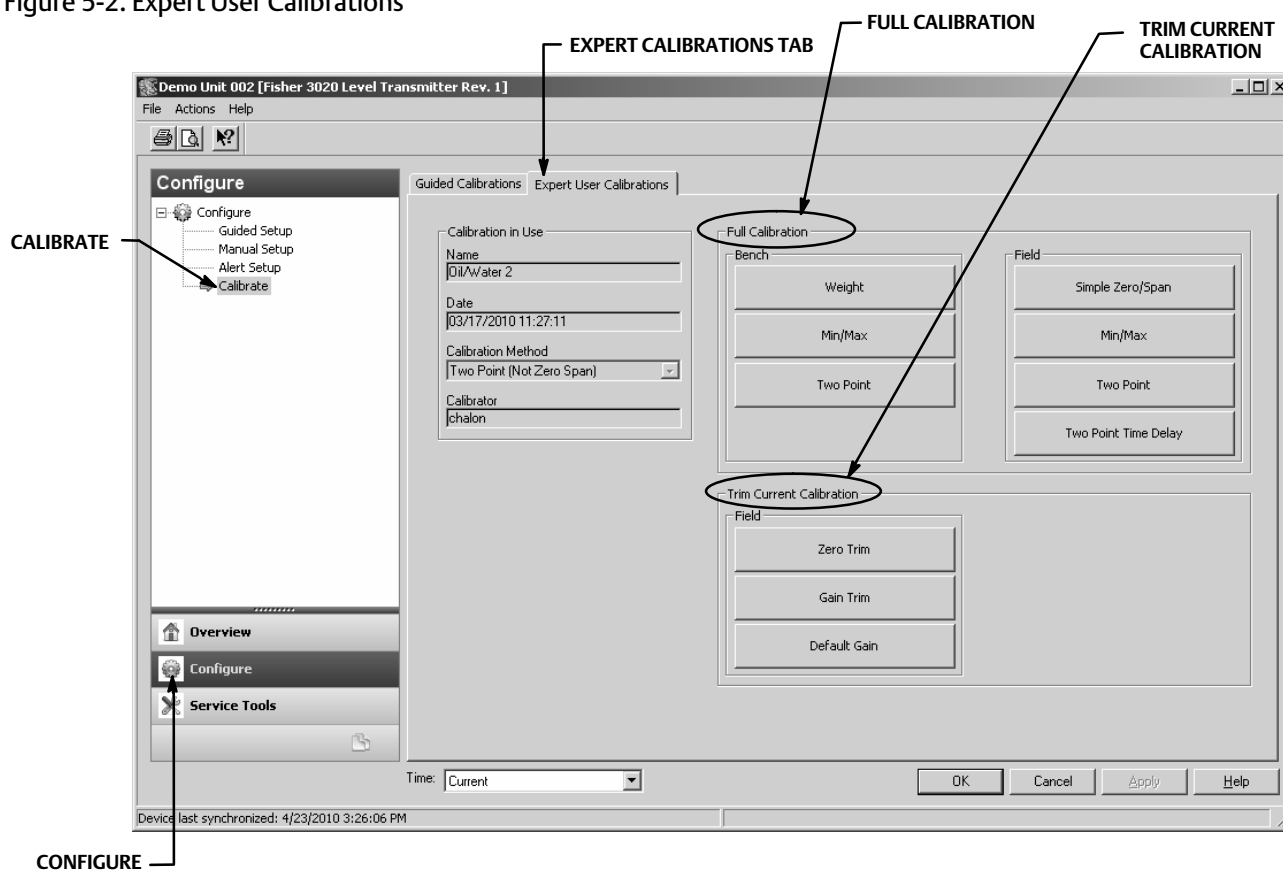 Figure 5-2. Expert User Calibrations
FULL CALIBRATION
TRIM CURRENT
CALIBRATION
EXPERT CALIBRATIONS TAB
Demo Unit 002 [Fisher 3020 Level Transmitter Rev. 1]
File Actions Help
Configure
Configure
Guided Setup
Manual Setup
Alert Setup
Calibrate
CALIBRATE
Guided Calibrations
Expert User Calibrations
Calibration in Use
Name
Oil/Water 2
Date
03/17/2010 11:27:11
Calibration Method
Two Point (Not Zero Span)
Calibrator
chalon
Full Calibration
Bench
Weight
Min/Max
Two Point
Field
Simple Zero/Span
Min/Max
Two Point
Two Point Time Delay
Trim Current Calibration
Field
Zero Trim
Gain Trim
Default Gain
Overview
Configure
Service Tools
Time:
Current
OK
Cancel
Apply
Help
Device last synchronized: 4/23/2010 3:26:06 PM
CONFIGURE